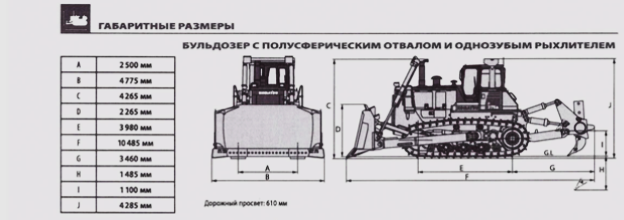 ГАБАРИТНЫЕ РАЗМЕРЫ
БУЛЬДОЗЕР С ПОЛУСФЕРИЧЕСКИМ ОТВАЛОМ И ОДНОЗУБЫМ РЫХЛИТЕЛЕМ
A 2 500 мм
B 4 775 мм
C 4 265 мм
D 2 265 мм
E 3 980 мм
F 10 485 мм
G 3 460 мм
H 1 485 мм
I 1 100 мм
J 4 285 мм
KOMATSU
A
B
C
D
E
F
G
G.L.
H
I
J
Дорожный просвет: 610 мм